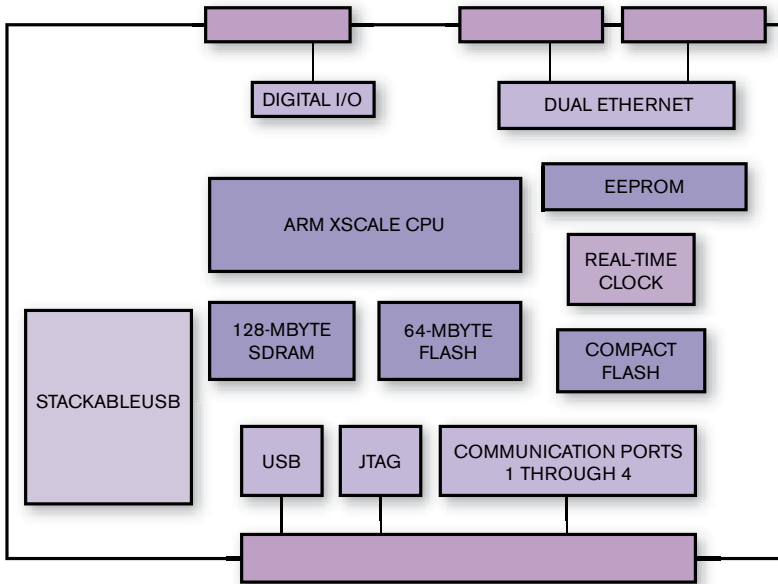 DIGITAL I/O
DUAL ETHERNET
EEPROM
ARM XSCALE CPU
REAL-TIME
CLOCK
128-MBYTE
SDRAM
64-MBYTE
FLASH
COMPACT
FLASH
STACKABLEUSB
USB
JTAG
COMMUNICATION PORTS
1 THROUGH 4